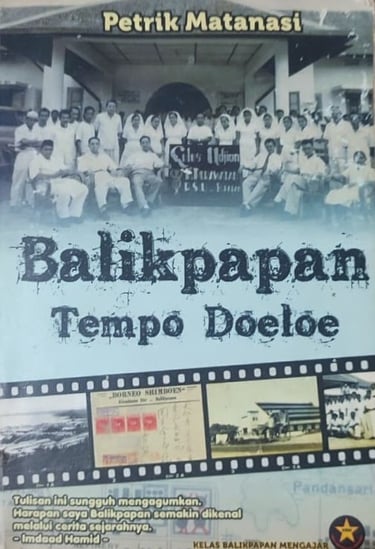 Petrik Matanasi
Balikpapan
Tempo Doeloe
„BORNEO SHIMBOEN"
Pandansari
Tulisan ini sungguh mengagumkan.
Harapan saya Balikpapan semakin dikenal
melalui cerita sejarahnya.
- Imdaad Hamid -
KELAS BALIKPAPAN MENGAJAR